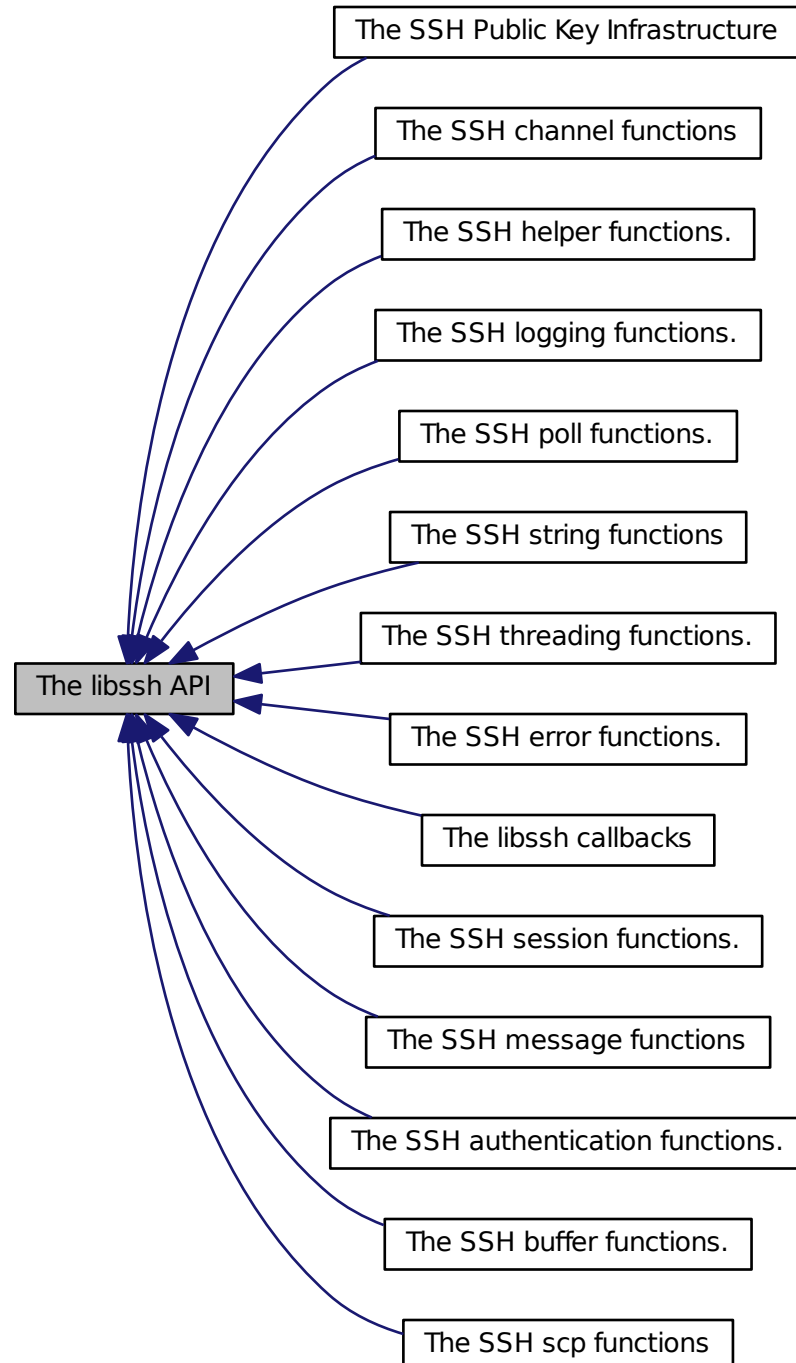 The SSH Public Key Infrastructure
The SSH channel functions
The SSH helper functions.
The SSH logging functions.
The SSH poll functions.
The SSH string functions
The SSH threading functions.
The libssh API
The SSH error functions.
The libssh callbacks
The SSH session functions.
The SSH message functions
The SSH authentication functions.
The SSH buffer functions.
The SSH scp functions